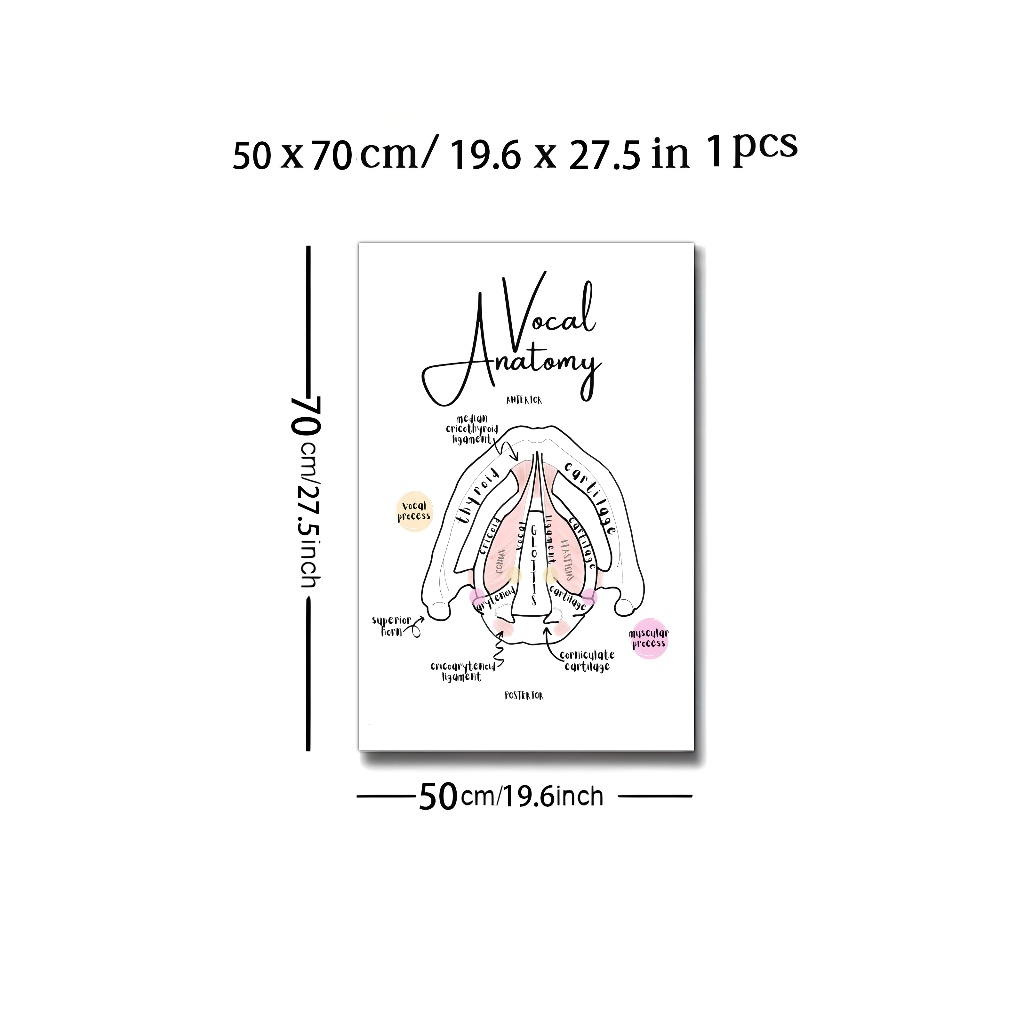 50 x 70 cm/ 19.6 x 27.5 in 1 pcs
Vocal
Anatomy
ANTERIOR
median
cricothyroid
ligament
thyroid
cartilage
vocal
process
cricoid
cartilage
vocal
ligament
GLOTTIS
CONUS
ELASTICUS
arytenoid
cartilage
superior
horn
muscular
process
cricoarytenoid
ligament
corniculate
cartilage
POSTERIOR
70cm/27.5inch
50cm/19.6inch